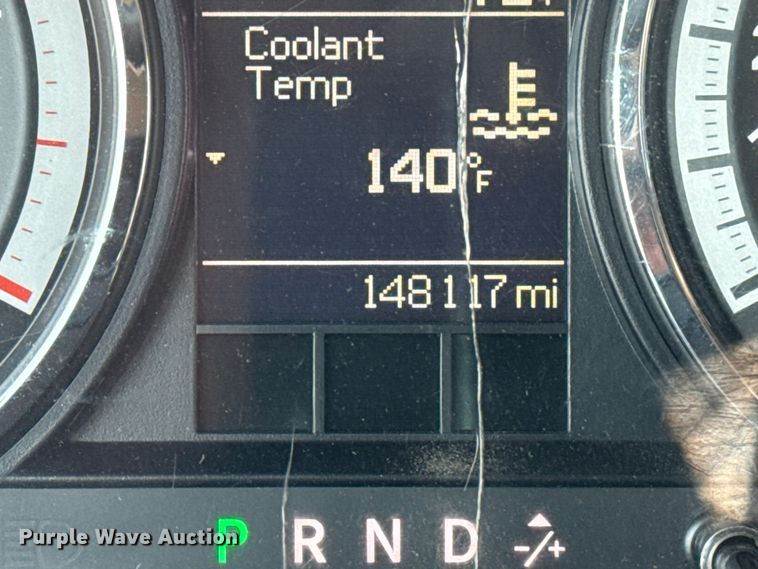 Coolant
Temp
140°F
148117 mi
P R N D -/+
Purple Wave Auction